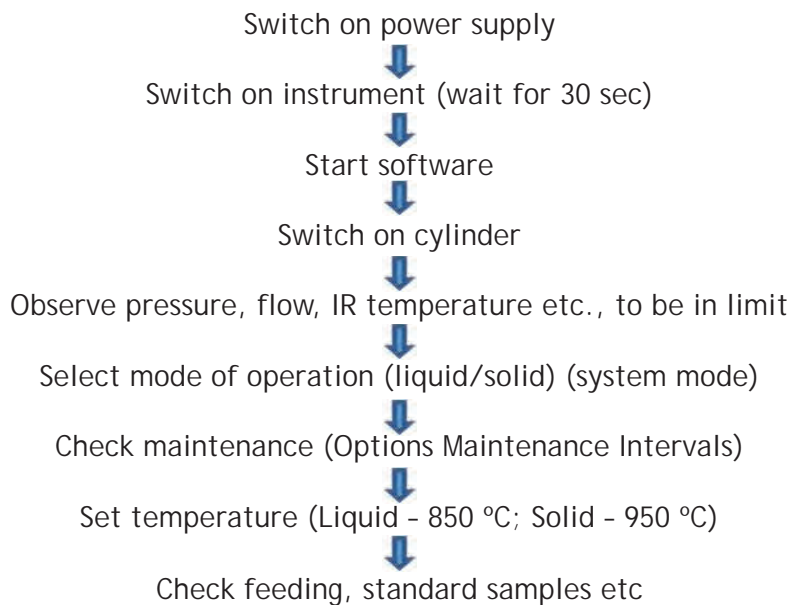 Switch on power supply
Switch on instrument (wait for 30 sec)
Start software
Switch on cylinder
Observe pressure, flow, IR temperature etc., to be in limit
Select mode of operation (liquid/solid) (system mode)
Check maintenance (Options Maintenance Intervals)
Set temperature (Liquid – 850 ºC; Solid – 950 ºC)
Check feeding, standard samples etc